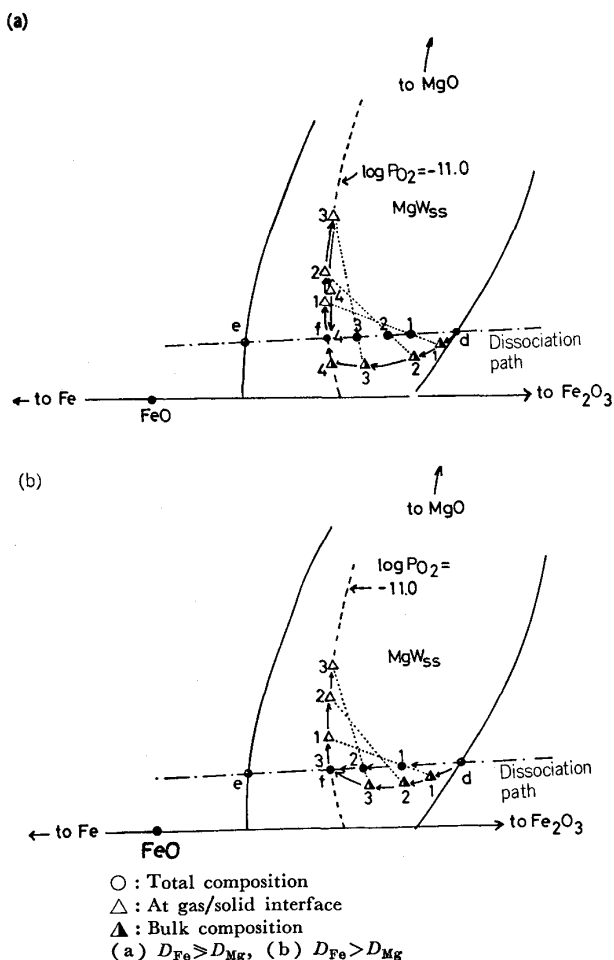 (a)
to MgO
log PO2 = -11.0
MgWss
3
2
1
4
f
4
3
2
1
d
e
1
2
3
4
Dissociation path
← to Fe
FeO
to Fe2O3
(b)
to MgO
log PO2 = -11.0
MgWss
3
2
1
3
f
2
1
d
e
1
2
3
Dissociation path
← to Fe
FeO
to Fe2O3
○ : Total composition
△ : At gas/solid interface
◮ : Bulk composition
(a) DFe ⩾ DMg, (b) DFe > DMg